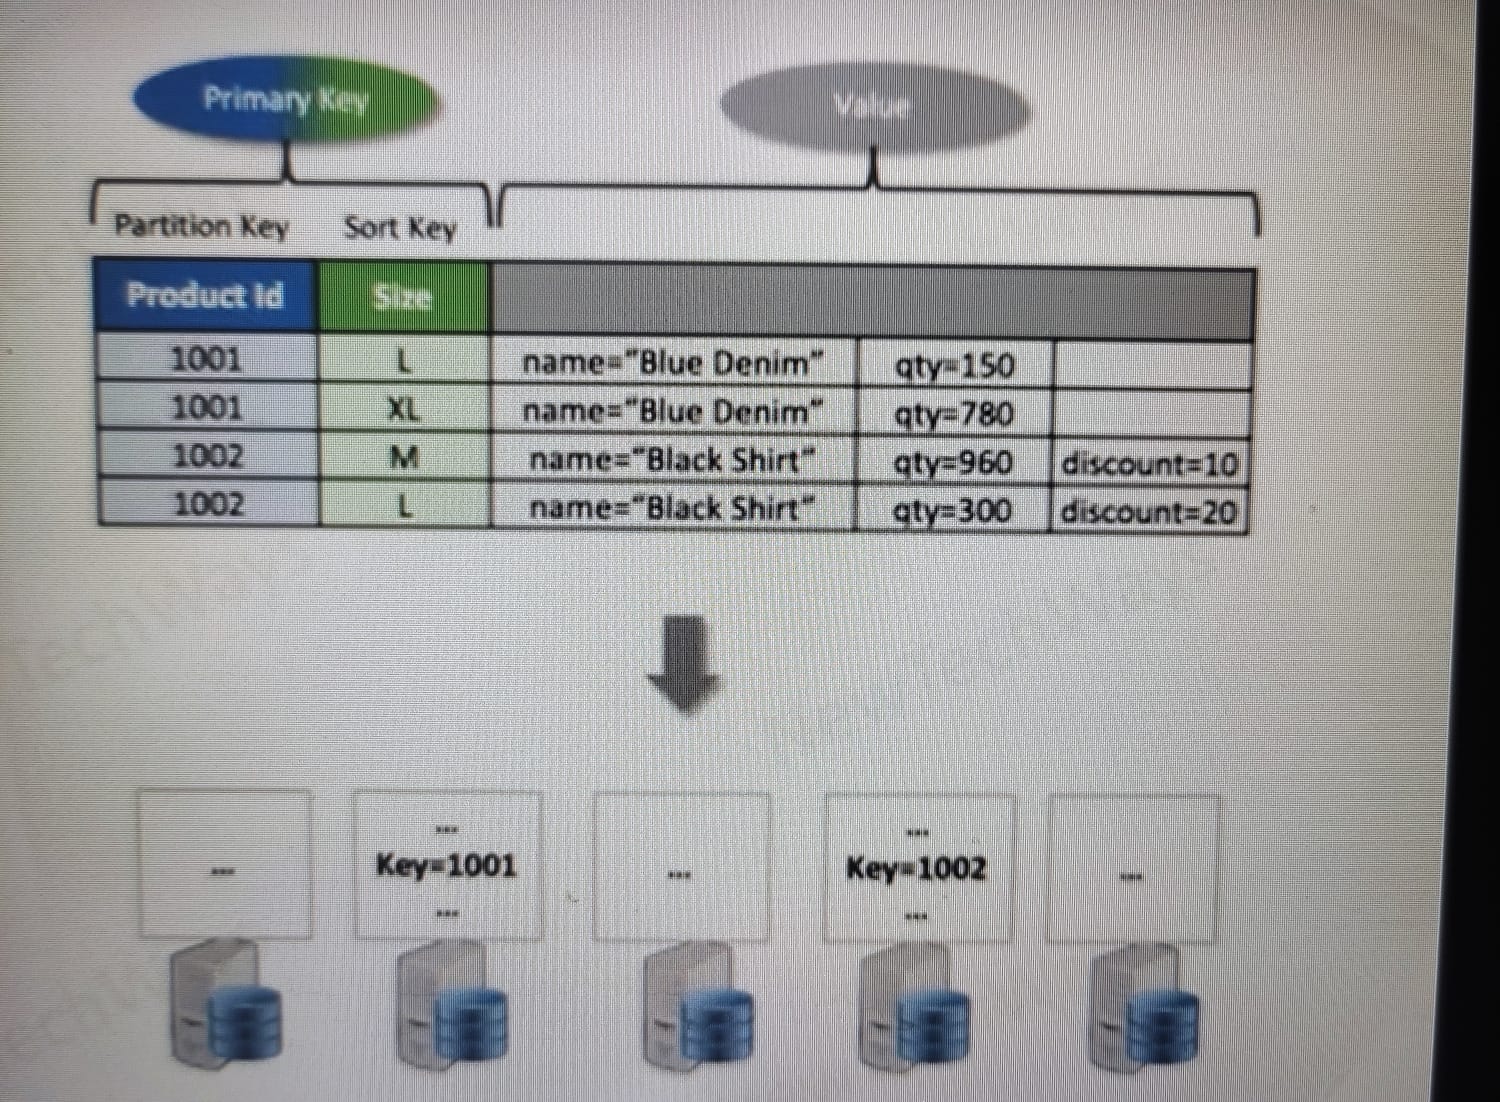 Primary Key
Value
Partition Key Sort Key
Product Id Size
1001 L name="Blue Denim" qty=150
1001 XL name="Blue Denim" qty=780
1002 M name="Black Shirt" qty=960 discount=10
1002 L name="Black Shirt" qty=300 discount=20
... ...
... Key=1001 ... Key=1002 ...
... ...